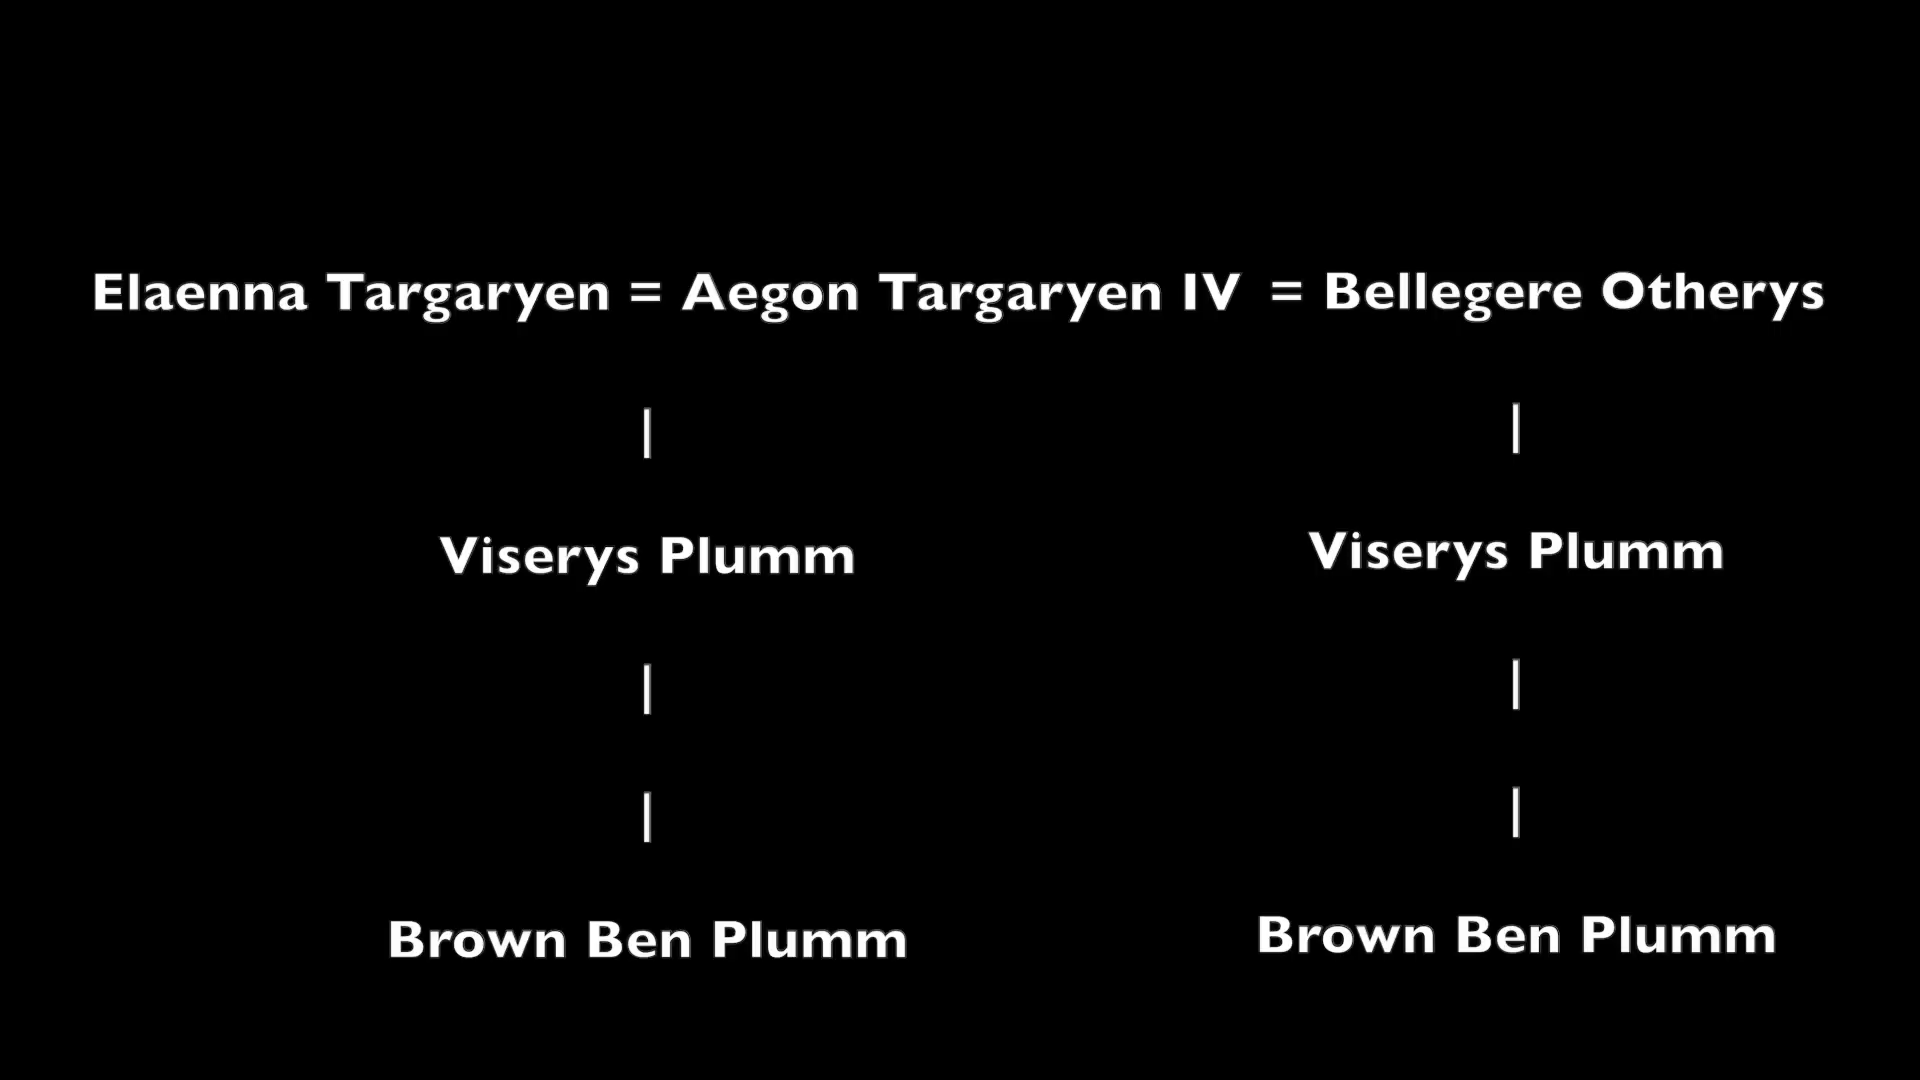 Elaenna Targaryen = Aegon Targaryen IV = Bellegere Otherys
| |
Viserys Plumm Viserys Plumm
| |
| |
Brown Ben Plumm Brown Ben Plumm